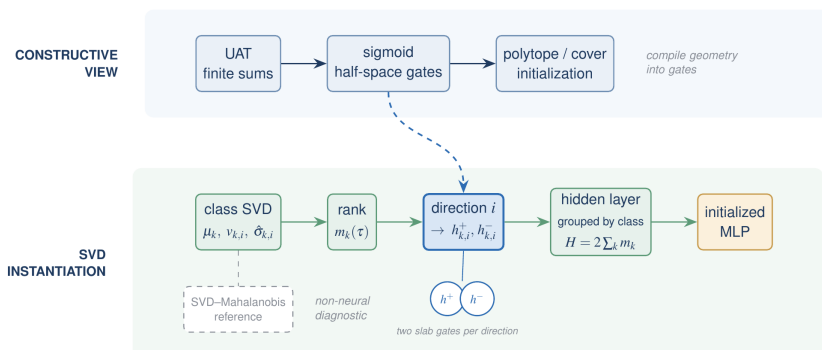 CONSTRUCTIVE
VIEW
UAT
finite sums
sigmoid
half-space gates
polytope / cover
initialization
compile geometry
into gates
SVD
INSTANTIATION
class SVD
μ_k, ν_{k,i}, σ̂_{k,i}
rank
m_k(τ)
direction i
→ h^+_{k,i}, h^−_{k,i}
hidden layer
grouped by class
H = 2∑_k m_k
initialized
MLP
SVD–Mahalanobis
reference
non-neural
diagnostic
h^+ h^−
two slab gates per direction